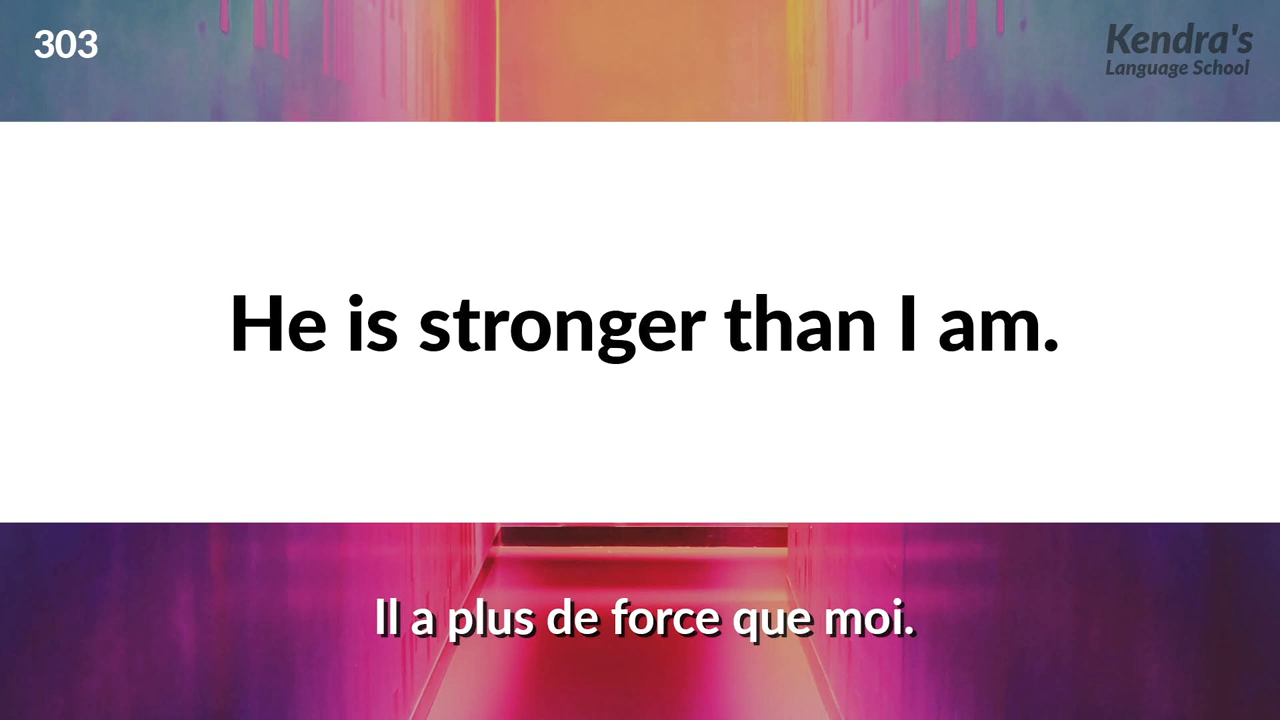 303
Kendra's
Language School
He is stronger than I am.
Il a plus de force que moi.